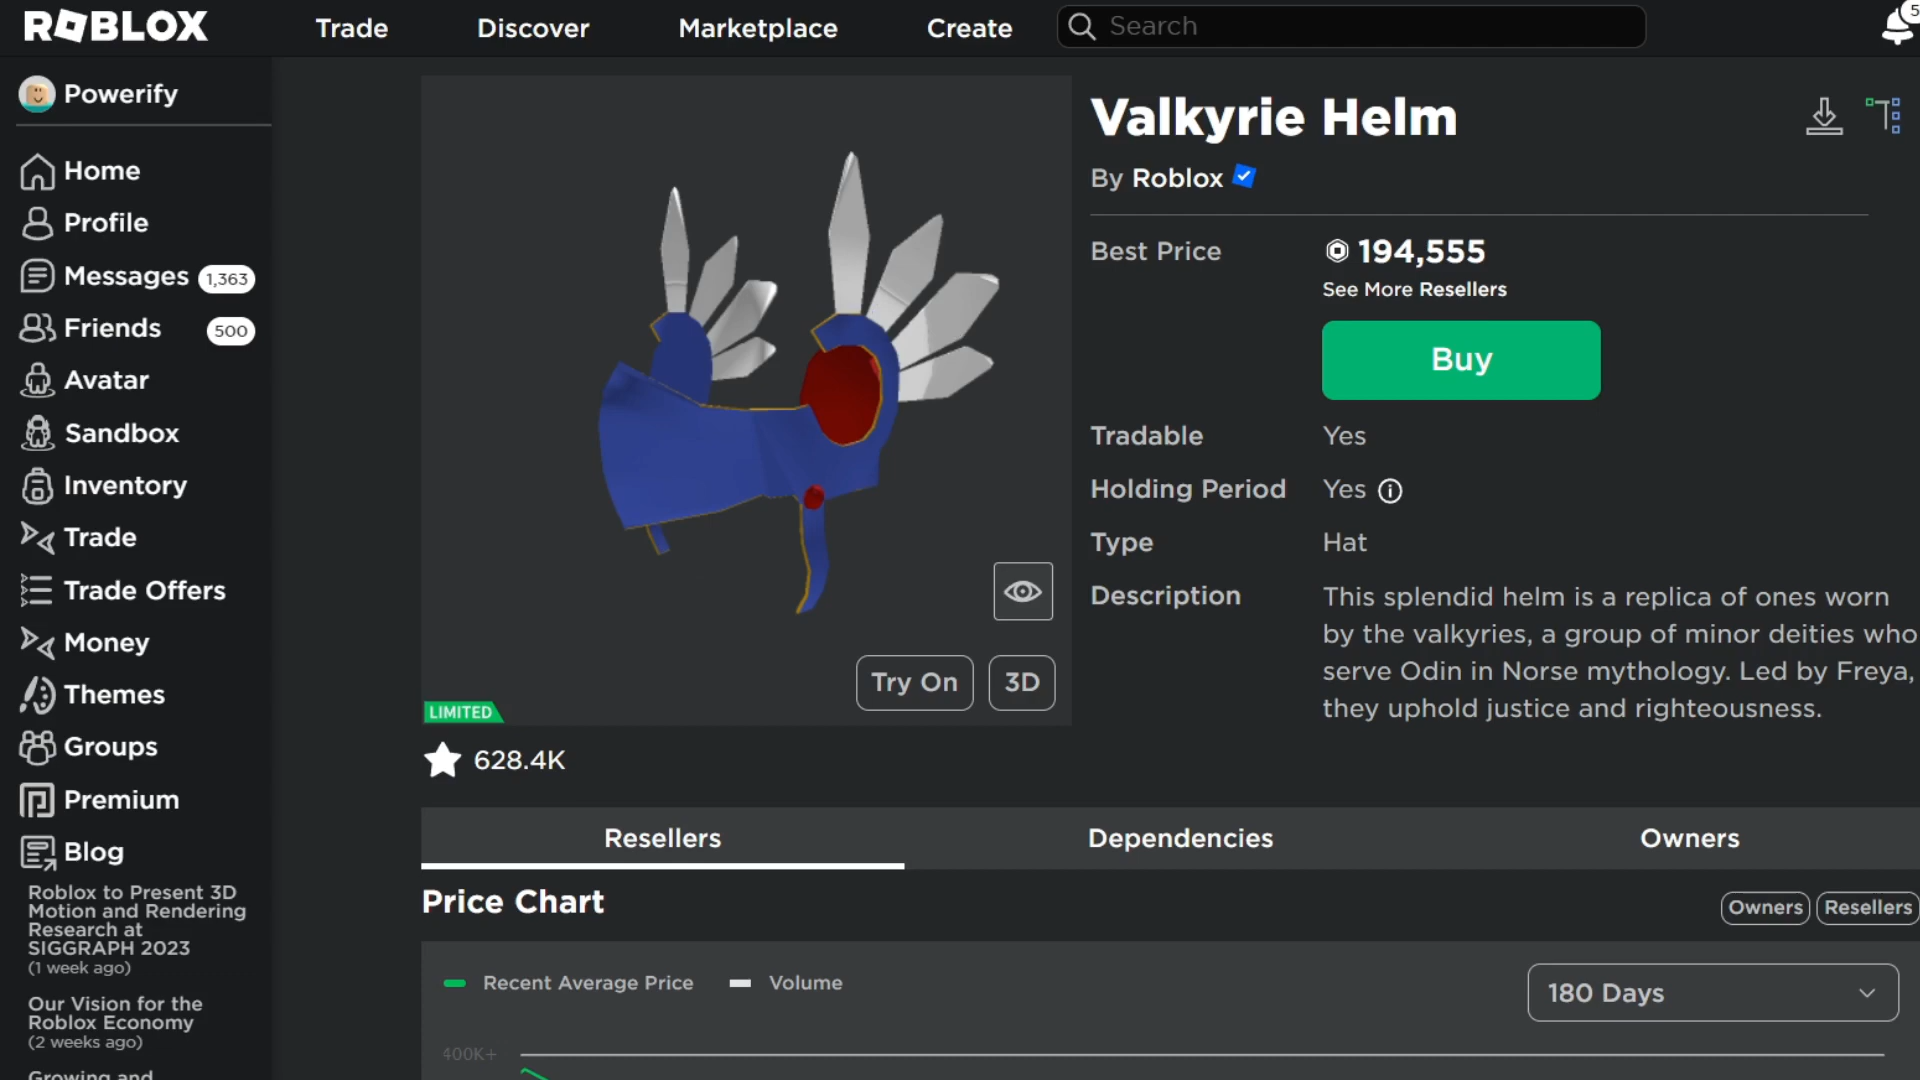 ROBLOX
Trade
Discover
Marketplace
Create
Search
5
Powerify
Home
Profile
Messages 1,363
Friends 500
Avatar
Sandbox
Inventory
Trade
Trade Offers
Money
Themes
Groups
Premium
Blog
Roblox to Present 3D
Motion and Rendering
Research at
SIGGRAPH 2023
(1 week ago)
Our Vision for the
Roblox Economy
(2 weeks ago)
Growing and
LIMITED
Try On
3D
628.4K
Valkyrie Helm
By Roblox
Best Price 194,555
See More Resellers
Buy
Tradable Yes
Holding Period Yes
Type Hat
Description This splendid helm is a replica of ones worn
by the valkyries, a group of minor deities who
serve Odin in Norse mythology. Led by Freya,
they uphold justice and righteousness.
Resellers
Dependencies
Owners
Price Chart
Owners
Resellers
Recent Average Price
Volume
180 Days
400K+